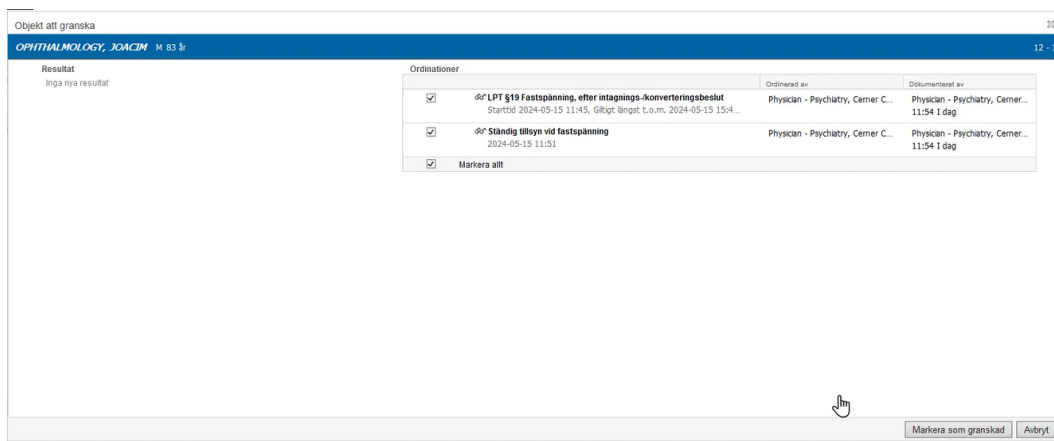 Objekt att granska
OPHTHALMOLOGY, JOACIM M 83 år 12 -
Resultat
Inga nya resultat
Ordinationer
Ordinerad av Dokumenterat av
LPT §19 Fastspänning, efter intagnings-/konverteringsbeslut
Starttid 2024-05-15 11:45, Giltigt längst t.o.m. 2024-05-15 15:4...
Physician - Psychiatry, Cerner C...
Physician - Psychiatry, Cerner...
11:54 I dag
Ständig tillsyn vid fastspänning
2024-05-15 11:51
Physician - Psychiatry, Cerner C...
Physician - Psychiatry, Cerner...
11:54 I dag
Markera allt
Markera som granskad Avbryt